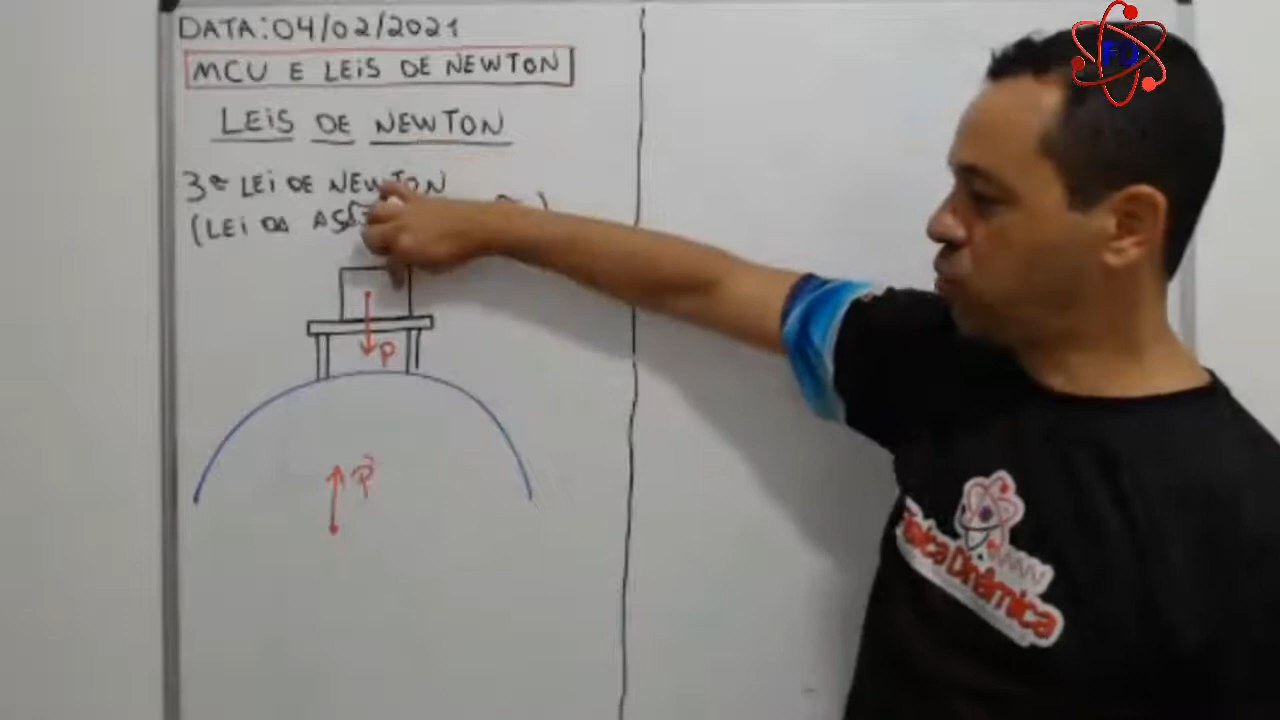 DATA: 04/02/2021
MCU E LEIS DE NEWTON
LEIS DE NEWTON
3ª LEI DE NEWTON
(LEI DA
P
P
FD
Física Dinâmica